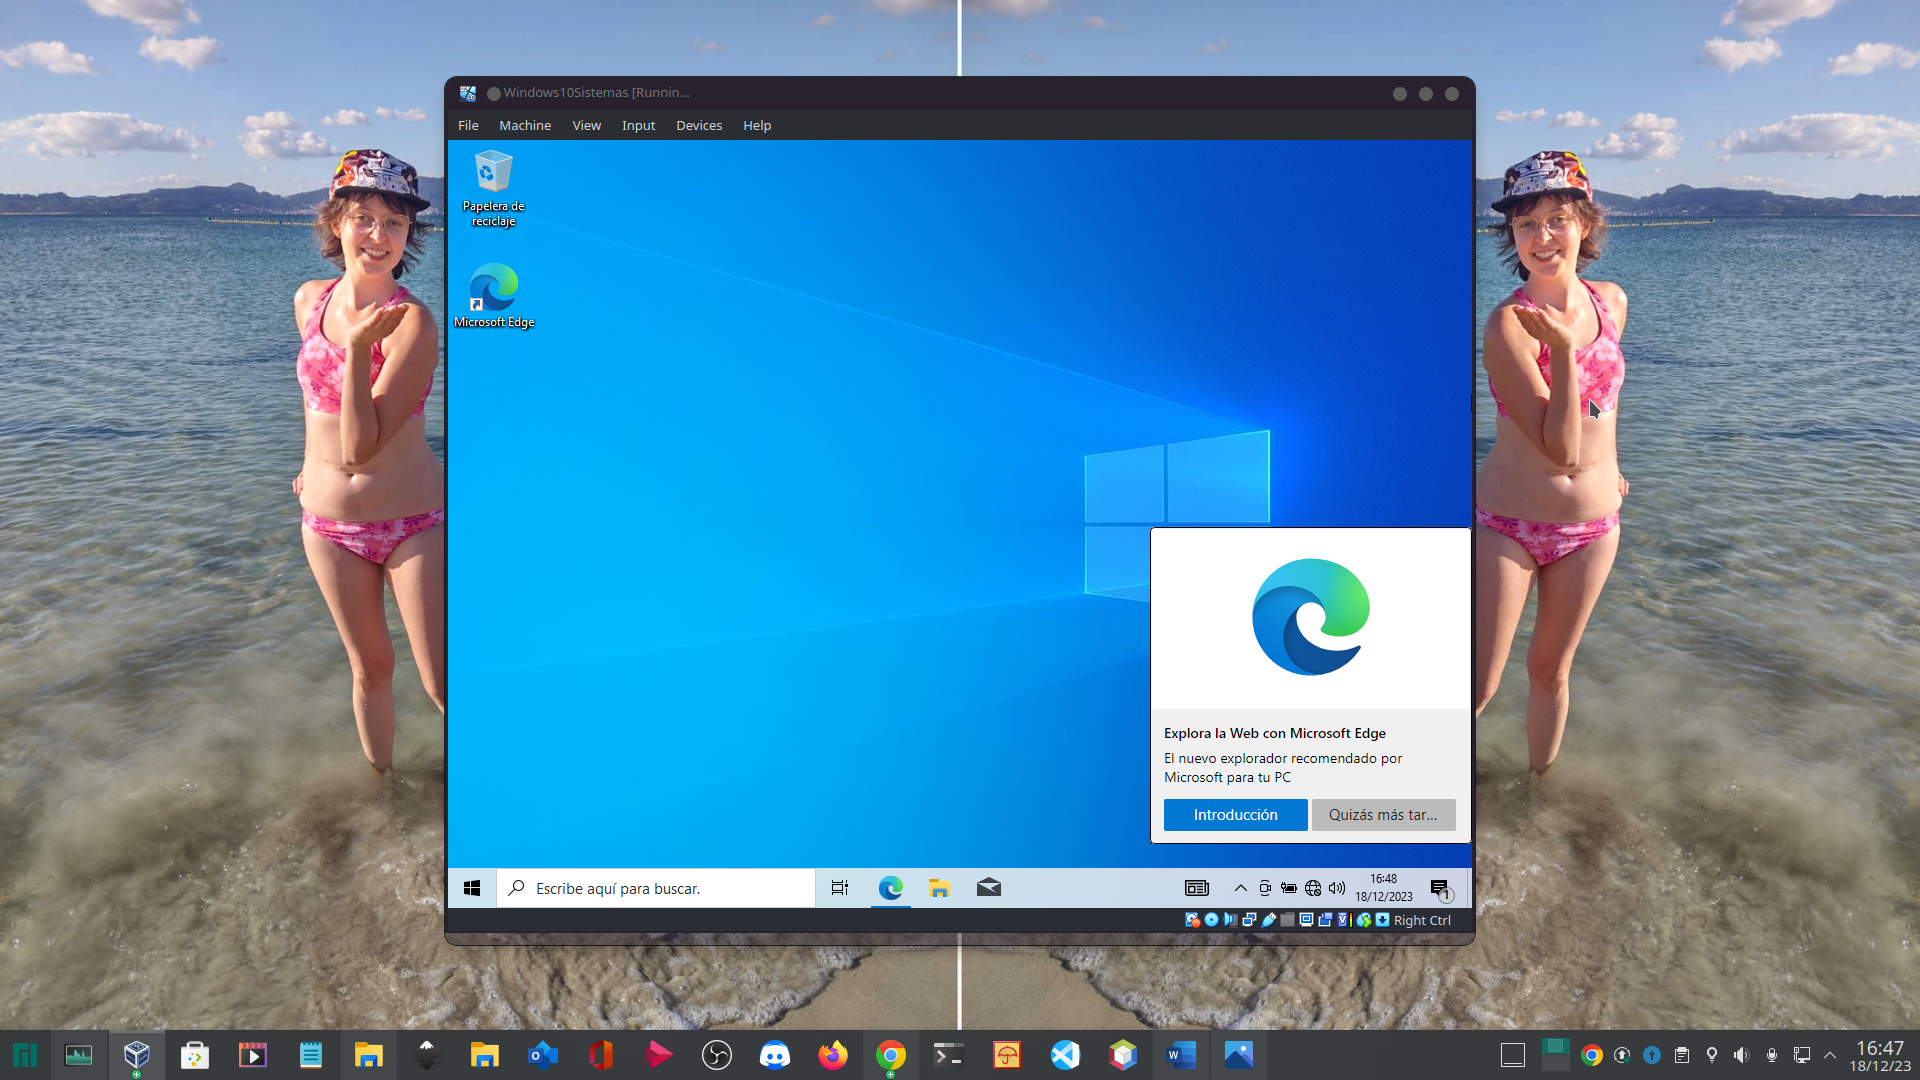 Windows10Sistemas [Runnin...
File Machine View Input Devices Help
Papelera de
reciclaje
Microsoft Edge
Explora la Web con Microsoft Edge
El nuevo explorador recomendado por
Microsoft para tu PC
Introducción Quizás más tar...
Escribe aquí para buscar.
16:48
18/12/2023
1
Right Ctrl
16:47
18/12/23